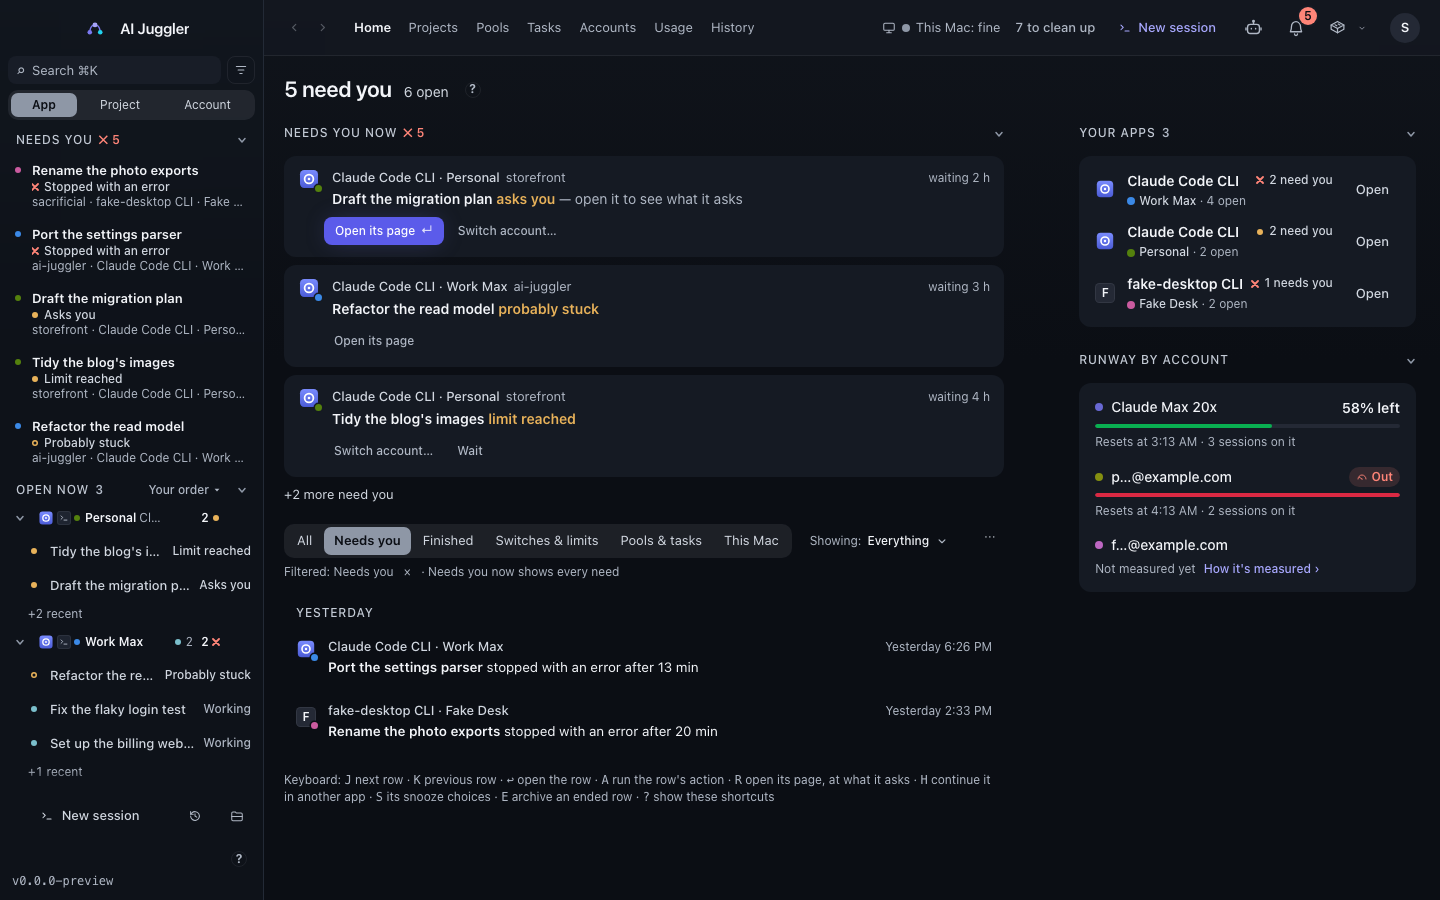 AI Juggler
Search ⌘K
App Project Account
NEEDS YOU 5
Rename the photo exports
Stopped with an error
sacrificial · fake-desktop CLI · Fake ...
Port the settings parser
Stopped with an error
ai-juggler · Claude Code CLI · Work ...
Draft the migration plan
Asks you
storefront · Claude Code CLI · Perso...
Tidy the blog's images
Limit reached
storefront · Claude Code CLI · Perso...
Refactor the read model
Probably stuck
ai-juggler · Claude Code CLI · Work ...
OPEN NOW 3 Your order
Personal Cl... 2
Tidy the blog's i... Limit reached
Draft the migration p... Asks you
+2 recent
Work Max 2 2
Refactor the re... Probably stuck
Fix the flaky login test Working
Set up the billing web... Working
+1 recent
New session
?
v0.0.0-preview
Home Projects Pools Tasks Accounts Usage History
This Mac: fine 7 to clean up New session 5 S
5 need you 6 open ?
NEEDS YOU NOW 5
Claude Code CLI · Personal storefront waiting 2 h
Draft the migration plan asks you — open it to see what it asks
Open its page ↵ Switch account...
Claude Code CLI · Work Max ai-juggler waiting 3 h
Refactor the read model probably stuck
Open its page
Claude Code CLI · Personal storefront waiting 4 h
Tidy the blog's images limit reached
Switch account... Wait
+2 more need you
All Needs you Finished Switches & limits Pools & tasks This Mac Showing: Everything ...
Filtered: Needs you × · Needs you now shows every need
YESTERDAY
Claude Code CLI · Work Max Yesterday 6:26 PM
Port the settings parser stopped with an error after 13 min
F fake-desktop CLI · Fake Desk Yesterday 2:33 PM
Rename the photo exports stopped with an error after 20 min
Keyboard: J next row · K previous row · ↩ open the row · A run the row's action · R open its page, at what it asks · H continue it
in another app · S its snooze choices · E archive an ended row · ? show these shortcuts
YOUR APPS 3
Claude Code CLI 2 need you Open
Work Max · 4 open
Claude Code CLI 2 need you Open
Personal · 2 open
F fake-desktop CLI 1 needs you Open
Fake Desk · 2 open
RUNWAY BY ACCOUNT
Claude Max 20x 58% left
Resets at 3:13 AM · 3 sessions on it
p...@example.com Out
Resets at 4:13 AM · 2 sessions on it
f...@example.com
Not measured yet How it's measured ›